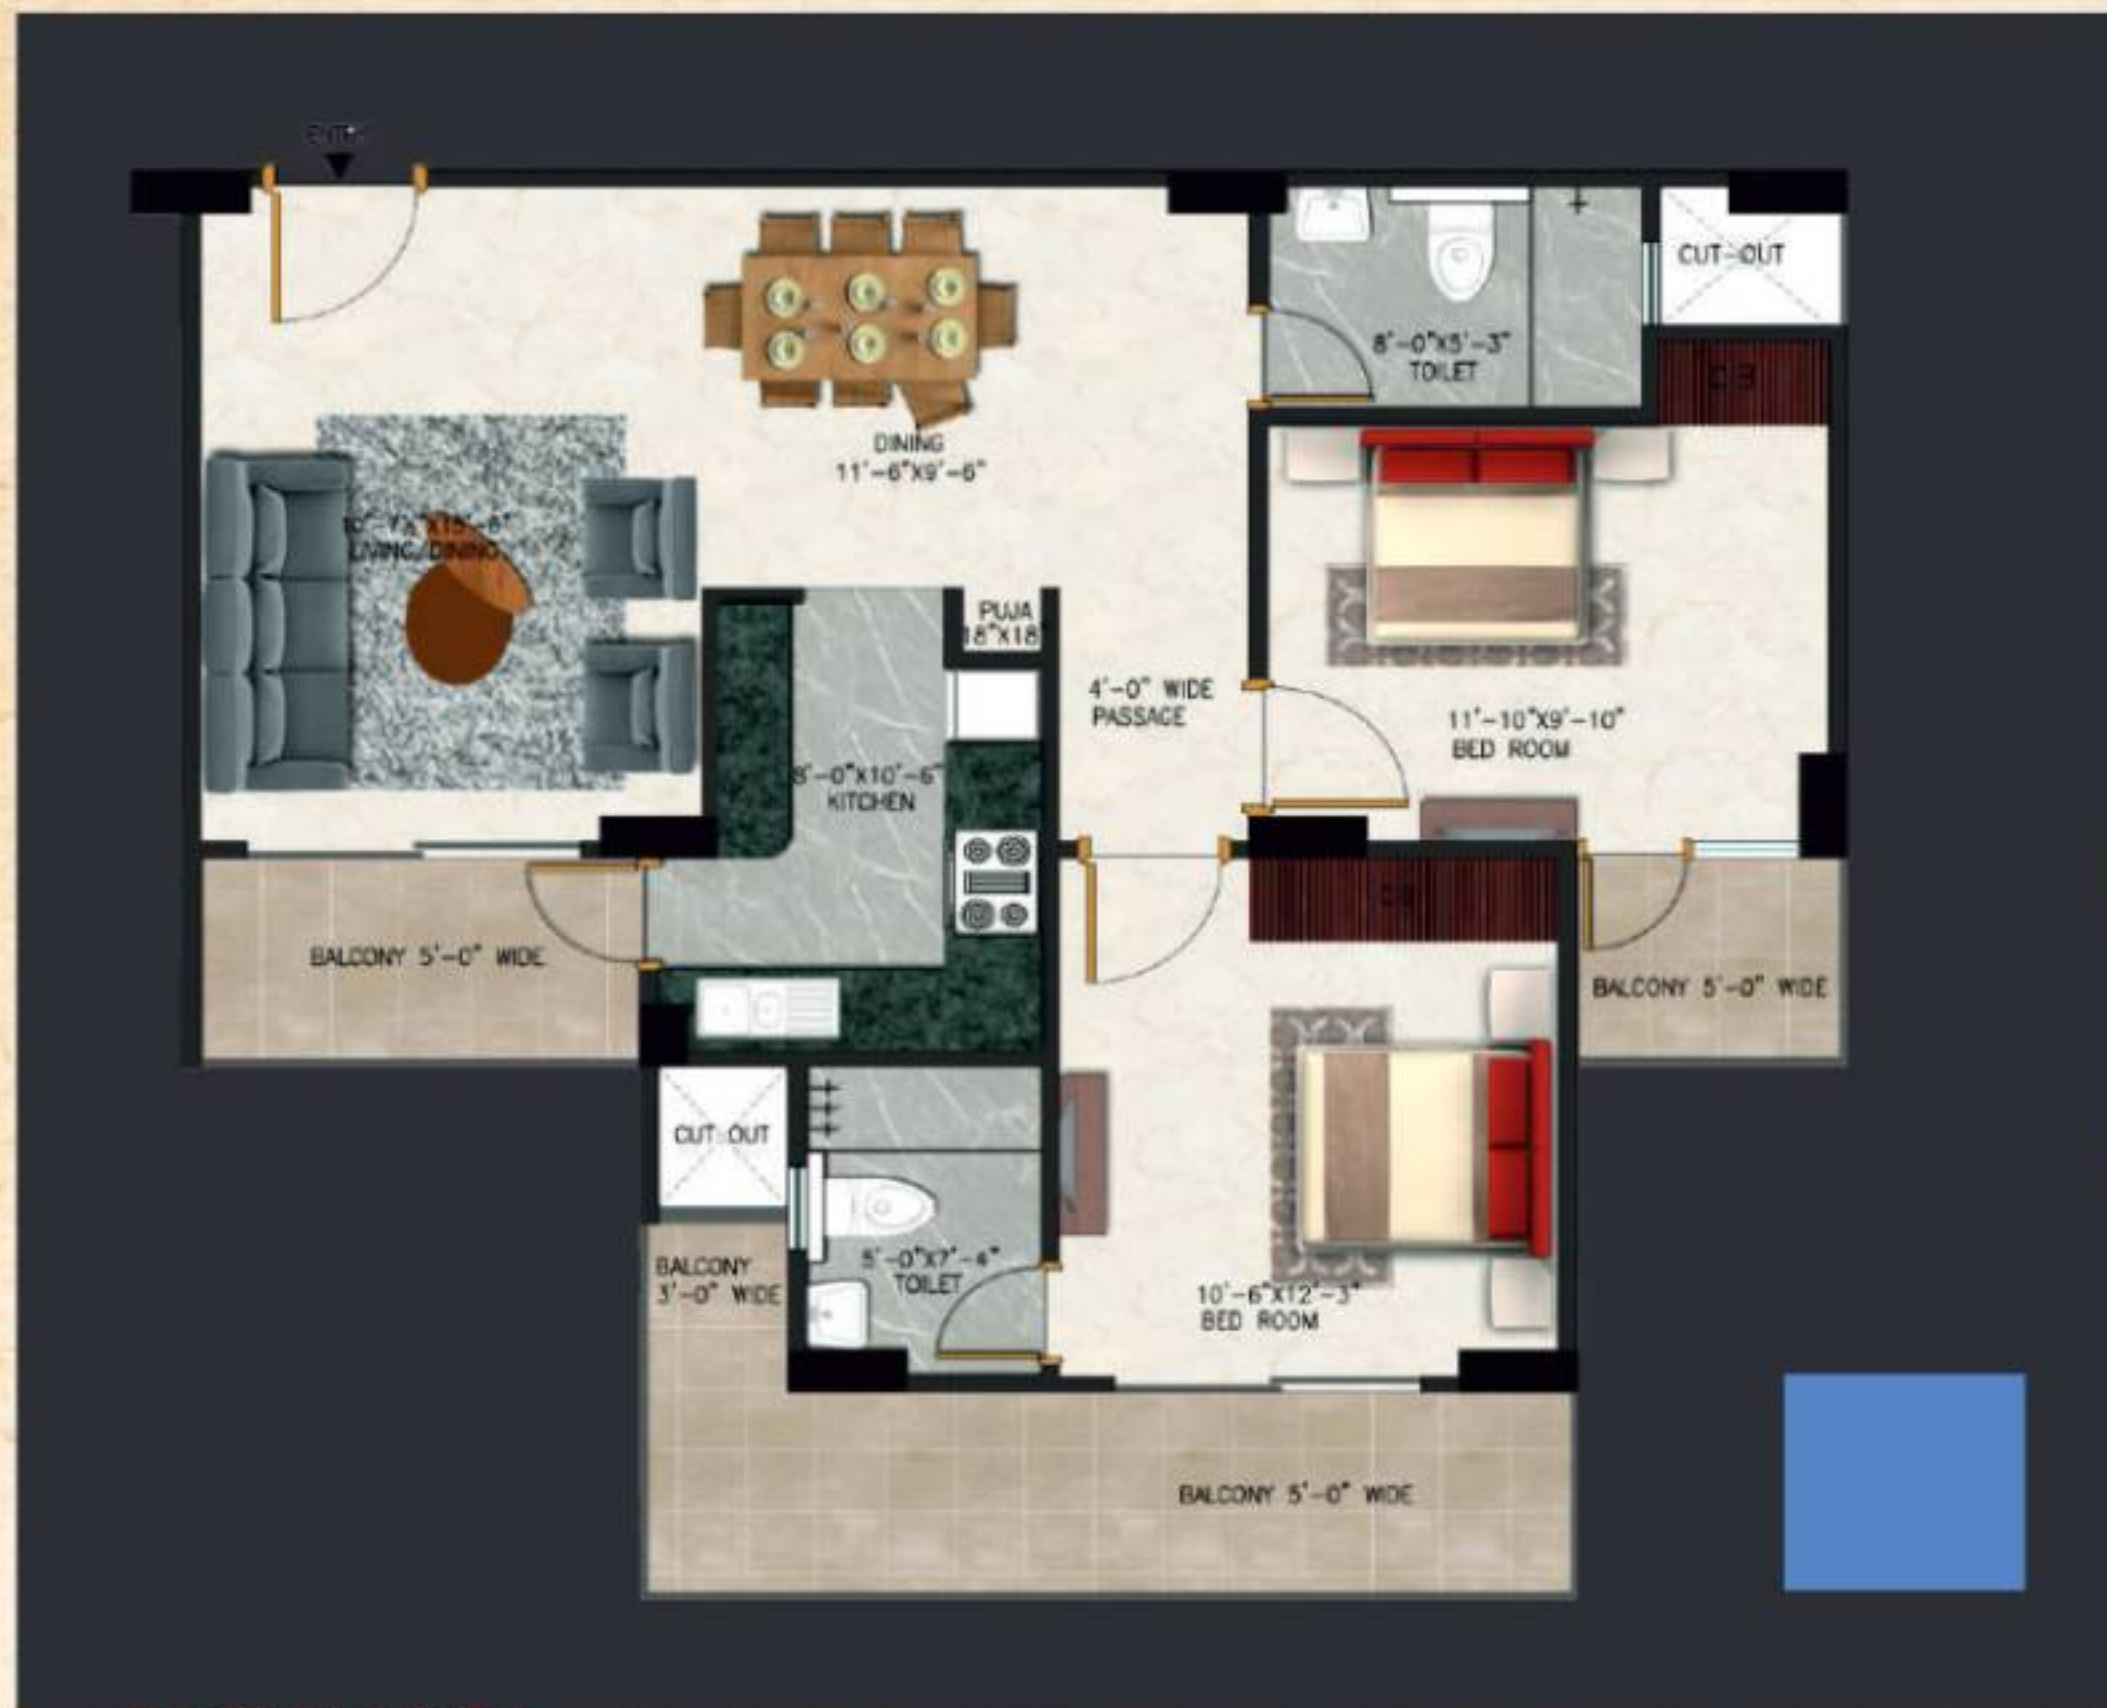 ENTRY
CUT-OUT
8'-0"X5'-3"
TOILET
DINING
11'-6"X9'-6"
LIVING/DINING
PUJA
18"X18
4'-0" WIDE
PASSAGE
11'-10"X9'-10"
BED ROOM
8'-0"X10'-6"
KITCHEN
BALCONY 5'-0" WIDE
BALCONY 5'-0" WIDE
CUT-OUT
BALCONY
3'-0" WIDE
5'-0"X7'-4"
TOILET
10'-6"X12'-3"
BED ROOM
BALCONY 5'-0" WIDE